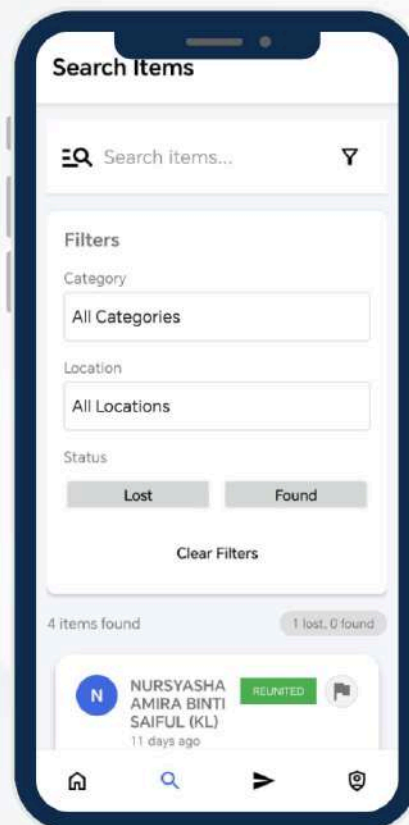 Search Items
Search items...
Filters
Category
All Categories
Location
All Locations
Status
Lost Found
Clear Filters
4 items found 1 lost, 0 found
N NURSYASHA REUNITED
AMIRA BINTI
SAIFUL (KL)
11 days ago